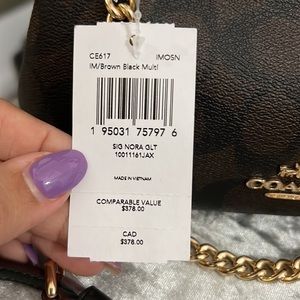 CE617 IMOSN
IM/Brown Black Multi
1 95031 75797 6
SIG NORA GLT
10011161JAX
MADE IN VIETNAM
COMPARABLE VALUE
$378.00
CAD
$378.00
COACH